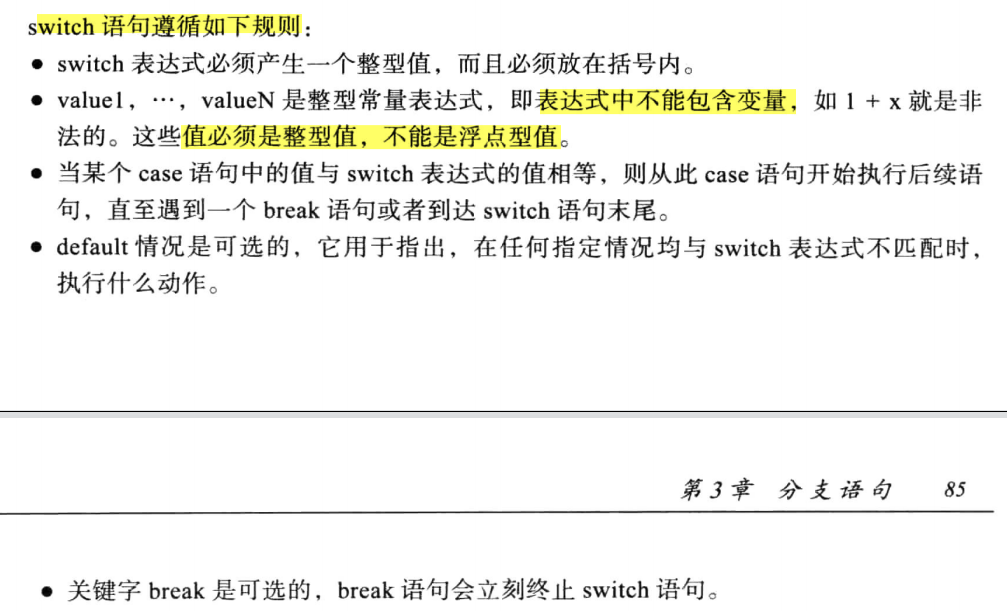 switch 语句遵循如下规则：
● switch 表达式必须产生一个整型值，而且必须放在括号内。
● value1，…，valueN 是整型常量表达式，即表达式中不能包含变量，如 1 + x 就是非
法的。这些值必须是整型值，不能是浮点型值。
● 当某个 case 语句中的值与 switch 表达式的值相等，则从此 case 语句开始执行后续语
句，直至遇到一个 break 语句或者到达 switch 语句末尾。
● default 情况是可选的，它用于指出，在任何指定情况均与 switch 表达式不匹配时，
执行什么动作。
第3章 分支语句 85
● 关键字 break 是可选的，break 语句会立刻终止 switch 语句。